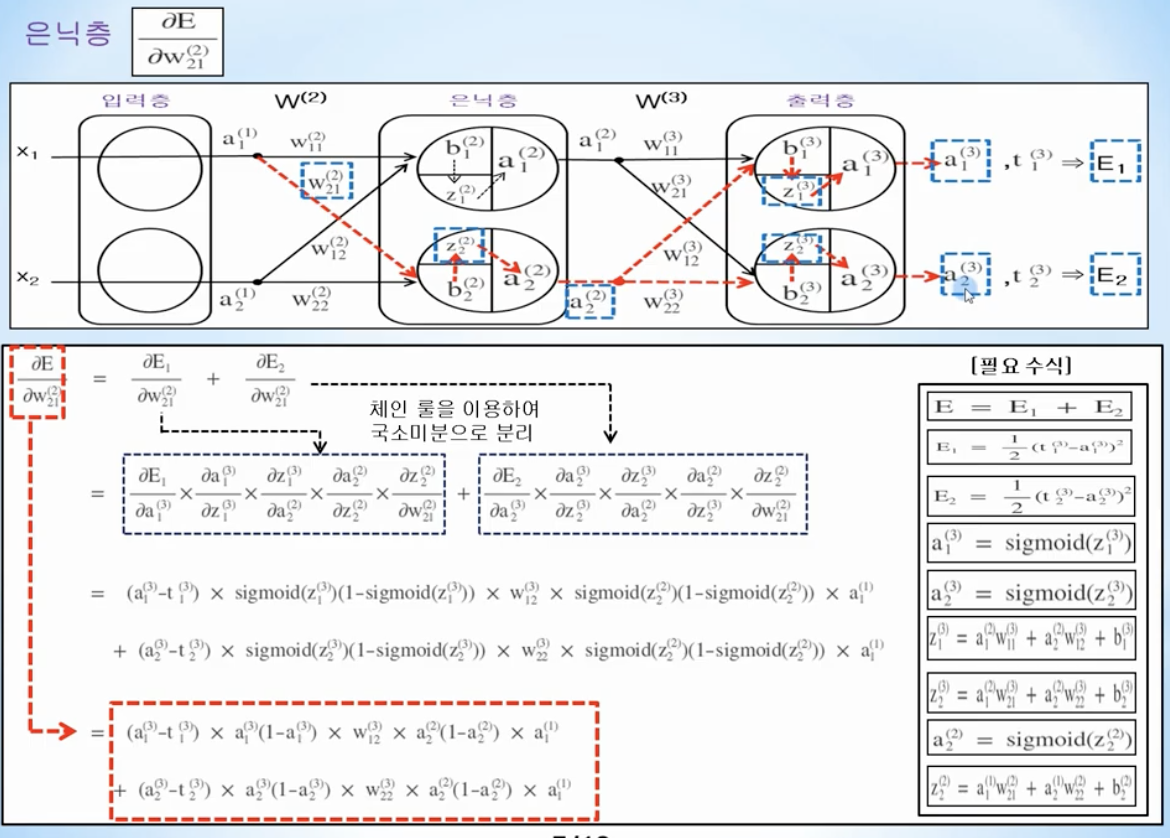 은닉층 ∂E/∂w₂₁⁽²⁾
입력층 W⁽²⁾ 은닉층 W⁽³⁾ 출력층
x₁ a₁⁽¹⁾ w₁₁⁽²⁾ b₁⁽²⁾ z₁⁽²⁾ a₁⁽²⁾ a₁⁽²⁾ w₁₁⁽³⁾ b₁⁽³⁾ z₁⁽³⁾ a₁⁽³⁾ a₁⁽³⁾ , t₁⁽³⁾ ⇒ E₁
w₂₁⁽²⁾ w₂₁⁽³⁾
w₁₂⁽²⁾ w₁₂⁽³⁾
x₂ a₂⁽¹⁾ w₂₂⁽²⁾ z₂⁽²⁾ b₂⁽²⁾ a₂⁽²⁾ a₂⁽²⁾ w₂₂⁽³⁾ z₂⁽³⁾ b₂⁽³⁾ a₂⁽³⁾ a₂⁽³⁾ , t₂⁽³⁾ ⇒ E₂
∂E/∂w₂₁⁽²⁾ = ∂E₁/∂w₂₁⁽²⁾ + ∂E₂/∂w₂₁⁽²⁾
체인 룰을 이용하여
국소미분으로 분리
= ∂E₁/∂a₁⁽³⁾ × ∂a₁⁽³⁾/∂z₁⁽³⁾ × ∂z₁⁽³⁾/∂a₂⁽²⁾ × ∂a₂⁽²⁾/∂z₂⁽²⁾ × ∂z₂⁽²⁾/∂w₂₁⁽²⁾ + ∂E₂/∂a₂⁽³⁾ × ∂a₂⁽³⁾/∂z₂⁽³⁾ × ∂z₂⁽³⁾/∂a₂⁽²⁾ × ∂a₂⁽²⁾/∂z₂⁽³⁾ × ∂z₂⁽²⁾/∂w₂₁⁽²⁾
= (a₁⁽³⁾-t₁⁽³⁾) × sigmoid(z₁⁽³⁾)(1-sigmoid(z₁⁽³⁾)) × w₁₂⁽³⁾ × sigmoid(z₂⁽²⁾)(1-sigmoid(z₂⁽²⁾)) × a₁⁽¹⁾
+ (a₂⁽³⁾-t₂⁽³⁾) × sigmoid(z₂⁽³⁾)(1-sigmoid(z₂⁽³⁾)) × w₂₂⁽³⁾ × sigmoid(z₂⁽²⁾)(1-sigmoid(z₂⁽²⁾)) × a₁⁽¹⁾
= (a₁⁽³⁾-t₁⁽³⁾) × a₁⁽³⁾(1-a₁⁽³⁾) × w₁₂⁽³⁾ × a₂⁽²⁾(1-a₂⁽²⁾) × a₁⁽¹⁾
+ (a₂⁽³⁾-t₂⁽³⁾) × a₂⁽³⁾(1-a₂⁽³⁾) × w₂₂⁽³⁾ × a₂⁽²⁾(1-a₂⁽²⁾) × a₁⁽¹⁾
[필요 수식]
E = E₁ + E₂
E₁ = 1/2 (t₁⁽³⁾-a₁⁽³⁾)²
E₂ = 1/2 (t₂⁽³⁾-a₂⁽³⁾)²
a₁⁽³⁾ = sigmoid(z₁⁽³⁾)
a₂⁽³⁾ = sigmoid(z₂⁽³⁾)
z₁⁽³⁾ = a₁⁽²⁾w₁₁⁽³⁾ + a₂⁽²⁾w₁₂⁽³⁾ + b₁⁽³⁾
z₂⁽³⁾ = a₁⁽²⁾w₂₁⁽³⁾ + a₂⁽²⁾w₂₂⁽³⁾ + b₂⁽³⁾
a₂⁽²⁾ = sigmoid(z₂⁽²⁾)
z₂⁽²⁾ = a₁⁽¹⁾w₂₁⁽²⁾ + a₂⁽¹⁾w₂₂⁽²⁾ + b₂⁽²⁾